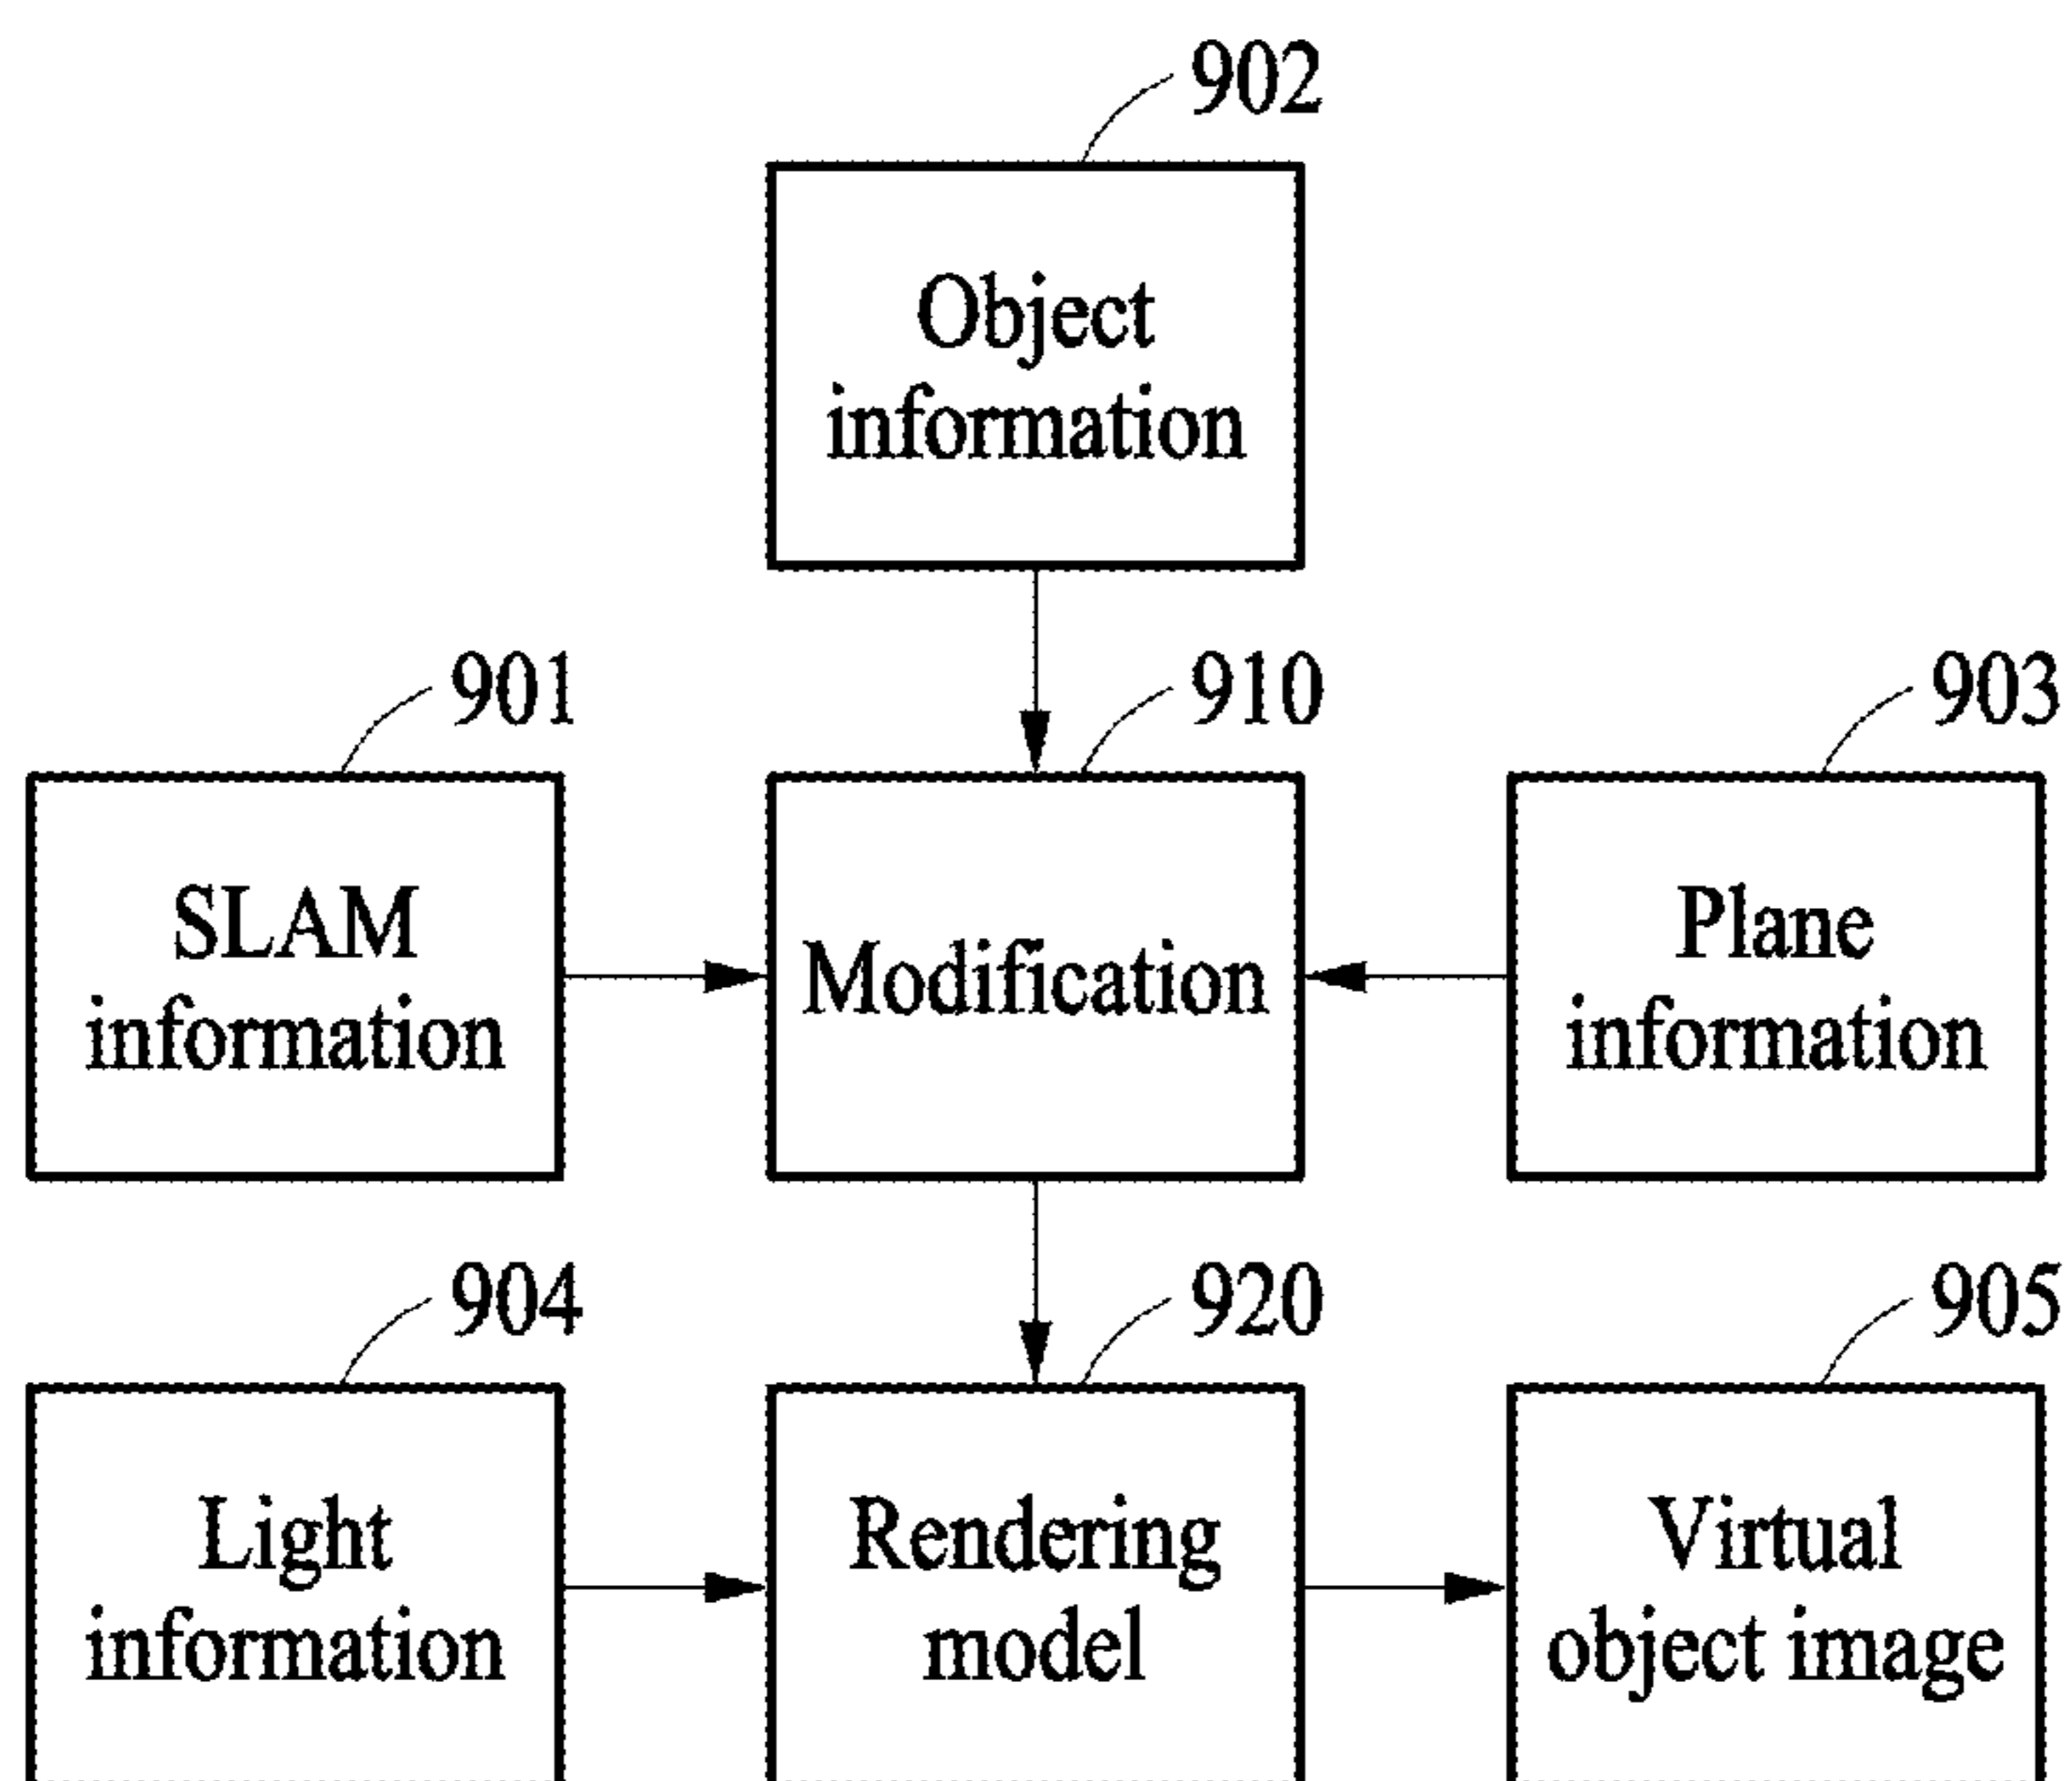 902
Object
information
901
910
903
SLAM
information
Modification
Plane
information
904
920
905
Light
information
Rendering
model
Virtual
object image